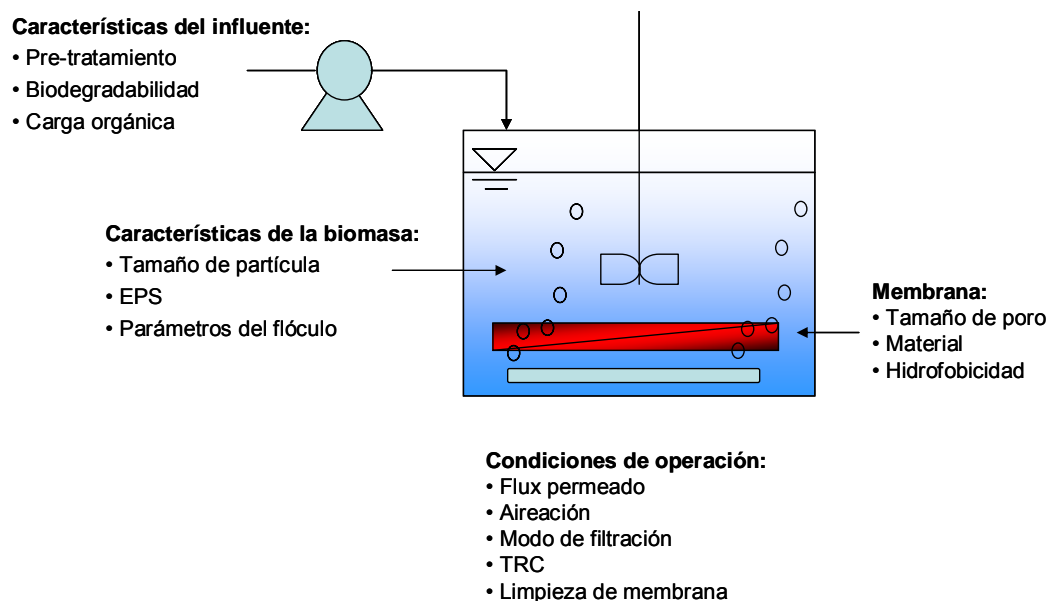 Características del influente:
• Pre-tratamiento
• Biodegradabilidad
• Carga orgánica
Características de la biomasa:
• Tamaño de partícula
• EPS
• Parámetros del flóculo
Membrana:
• Tamaño de poro
• Material
• Hidrofobicidad
Condiciones de operación:
• Flux permeado
• Aireación
• Modo de filtración
• TRC
• Limpieza de membrana